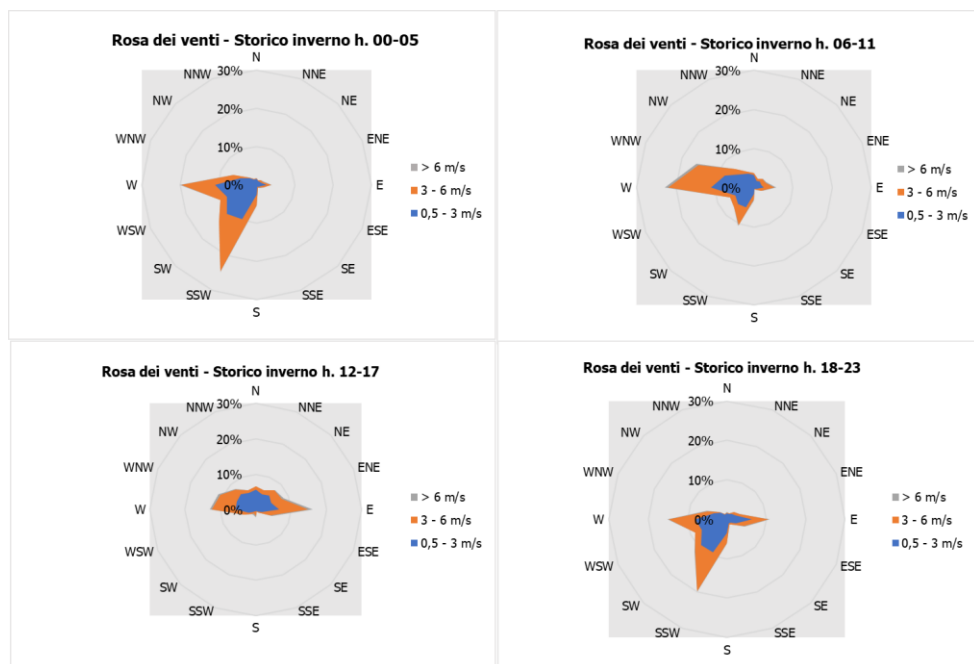 Rosa dei venti - Storico inverno h. 00-05
N
NNW
NNE
30%
NW
NE
20%
WNW
ENE
10%
W
0%
E
WSW
ESE
SW
SE
SSW
SSE
S
> 6 m/s
3 - 6 m/s
0,5 - 3 m/s
Rosa dei venti - Storico inverno h. 06-11
N
NNW
NNE
30%
NW
NE
20%
WNW
ENE
10%
W
0%
E
WSW
ESE
SW
SE
SSW
SSE
S
> 6 m/s
3 - 6 m/s
0,5 - 3 m/s
Rosa dei venti - Storico inverno h. 12-17
N
NNW
NNE
30%
NW
NE
20%
WNW
ENE
10%
W
0%
E
WSW
ESE
SW
SE
SSW
SSE
S
> 6 m/s
3 - 6 m/s
0,5 - 3 m/s
Rosa dei venti - Storico inverno h. 18-23
N
NNW
NNE
30%
NW
NE
20%
WNW
ENE
10%
W
0%
E
WSW
ESE
SW
SE
SSW
SSE
S
> 6 m/s
3 - 6 m/s
0,5 - 3 m/s